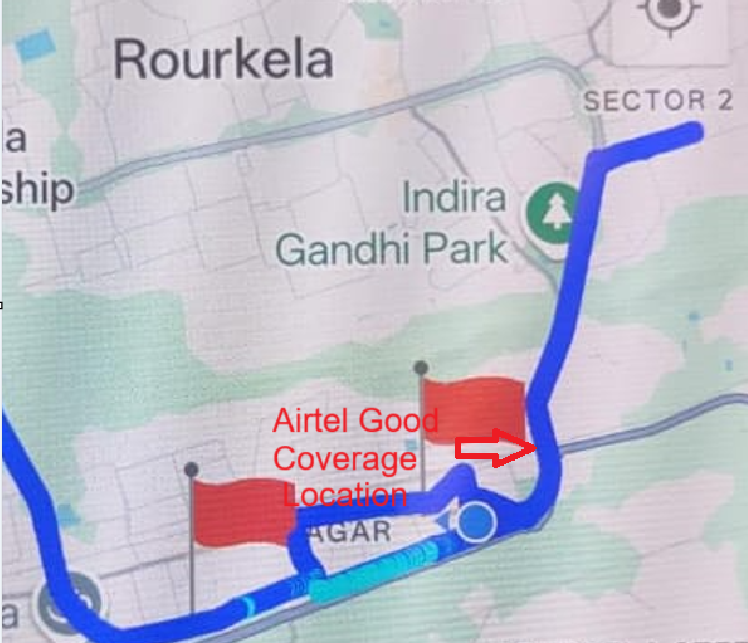 Rourkela
SECTOR 2
a
ship
Indira
Gandhi Park
Airtel Good
Coverage
Location
AGAR
a